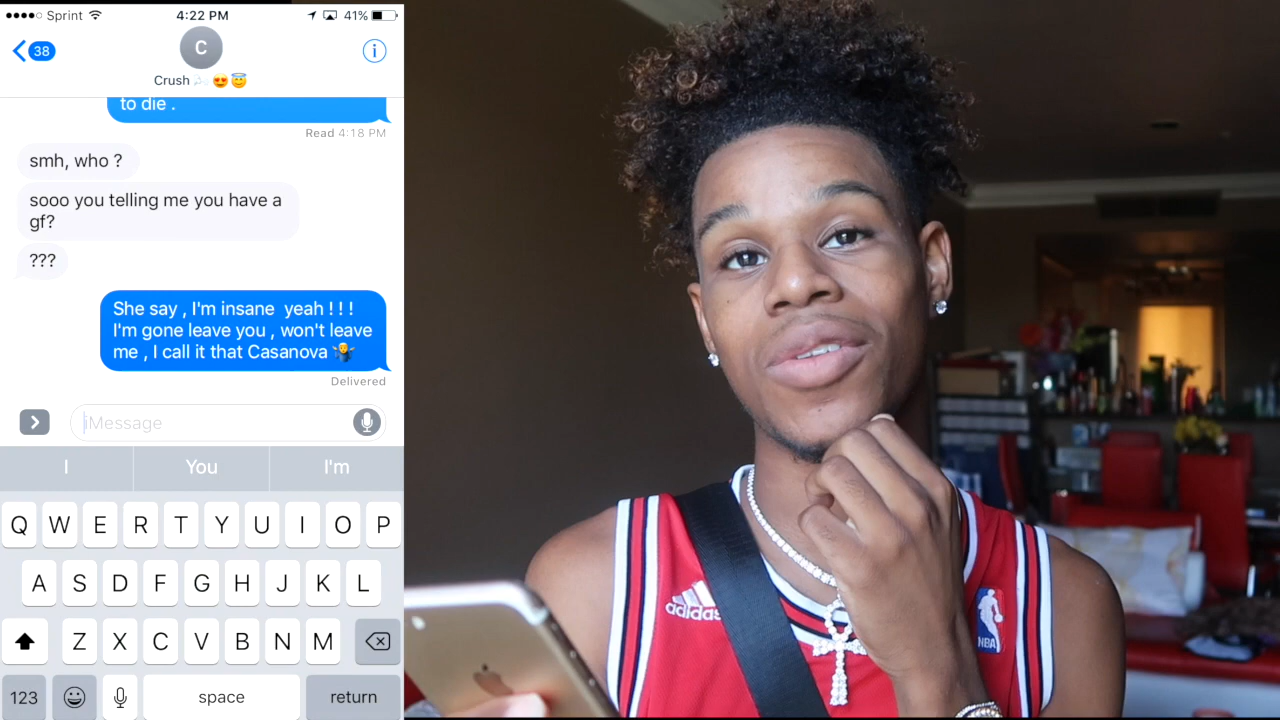 Sprint 4:22 PM 41%
38
C
Crush 😍😇
to die .
Read 4:18 PM
smh, who ?
sooo you telling me you have a
gf?
???
She say , I'm insane yeah ! ! !
I'm gone leave you , won't leave
me , I call it that Casanova 🤷‍♂️
Delivered
iMessage
I You I'm
Q W E R T Y U I O P
A S D F G H J K L
Z X C V B N M
123 space return
adidas
NBA